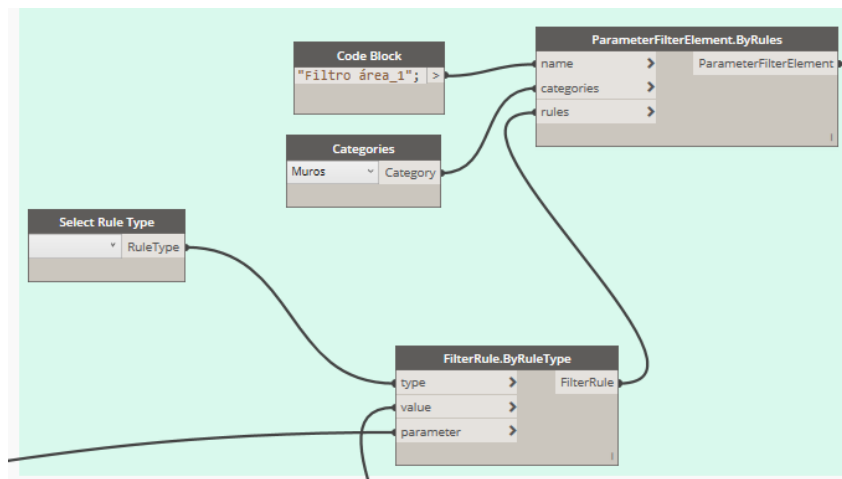 Code Block
"Filtro área_1"; >
ParameterFilterElement.ByRules
name > ParameterFilterElement
categories >
rules >
Categories
Muros Category
Select Rule Type
RuleType
FilterRule.ByRuleType
type > FilterRule
value >
parameter >